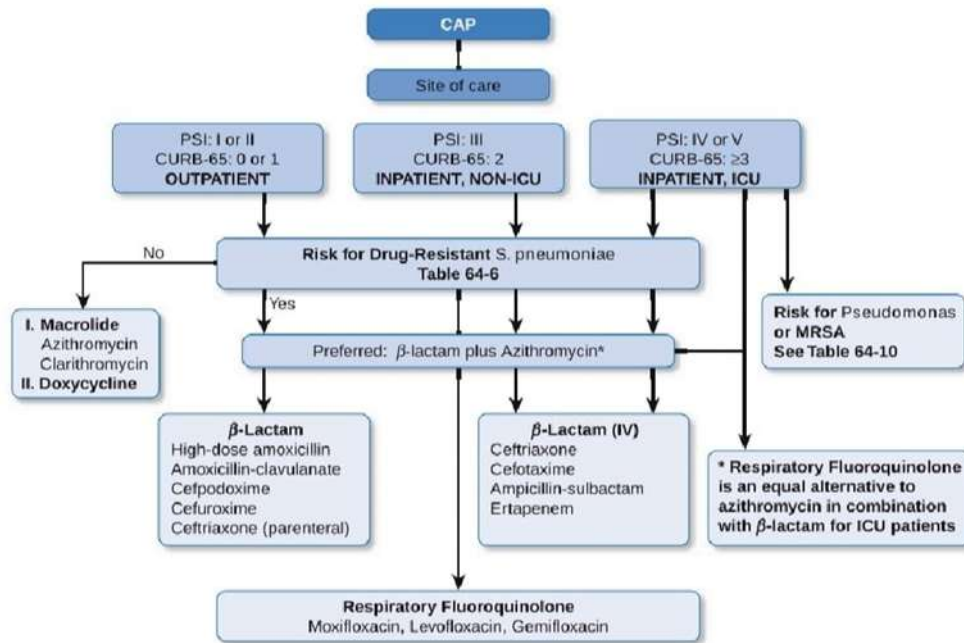 CAP
Site of care
PSI: I or II
CURB-65: 0 or 1
OUTPATIENT
PSI: III
CURB-65: 2
INPATIENT, NON-ICU
PSI: IV or V
CURB-65: ≥3
INPATIENT, ICU
No
Risk for Drug-Resistant S. pneumoniae
Table 64-6
Yes
I. Macrolide
Azithromycin
Clarithromycin
II. Doxycycline
Preferred: β-lactam plus Azithromycin*
Risk for Pseudomonas
or MRSA
See Table 64-10
β-Lactam
High-dose amoxicillin
Amoxicillin-clavulanate
Cefpodoxime
Cefuroxime
Ceftriaxone (parenteral)
β-Lactam (IV)
Ceftriaxone
Cefotaxime
Ampicillin-sulbactam
Ertapenem
* Respiratory Fluoroquinolone
is an equal alternative to
azithromycin in combination
with β-lactam for ICU patients
Respiratory Fluoroquinolone
Moxifloxacin, Levofloxacin, Gemifloxacin